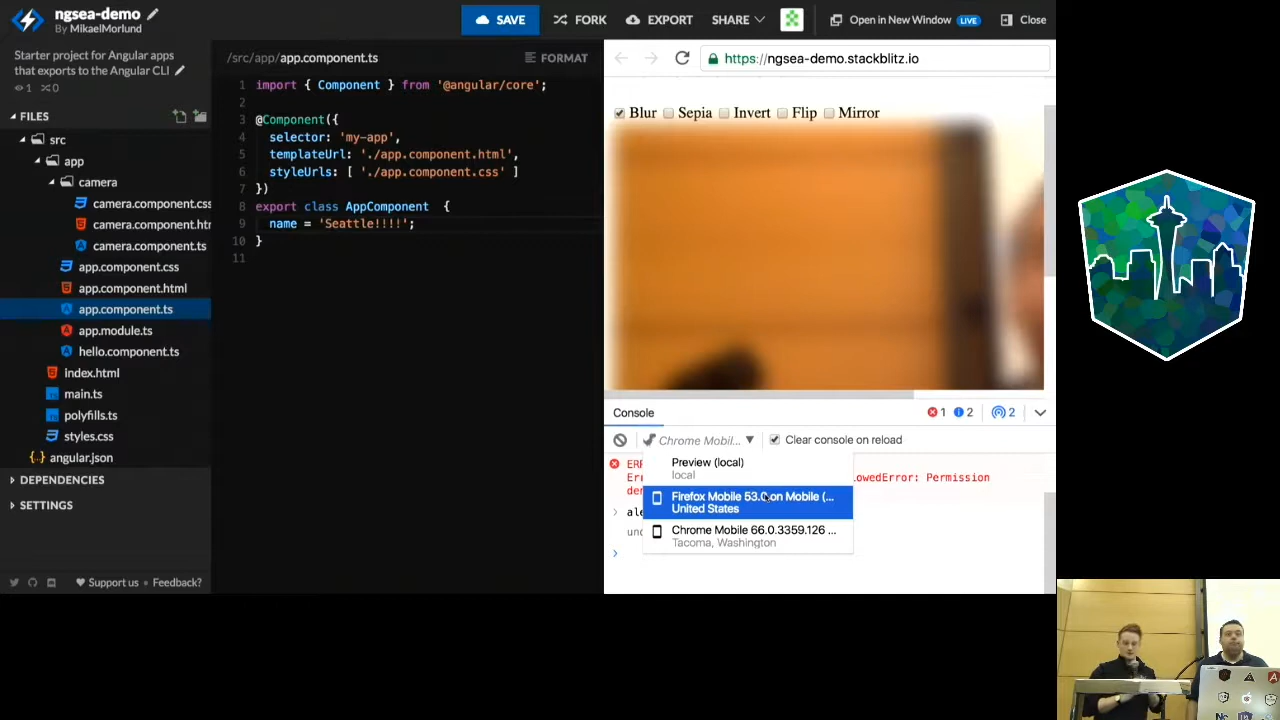 ngsea-demo
By MikaelMorlund
SAVE
FORK
EXPORT
SHARE
Open in New Window LIVE
Close
Starter project for Angular apps
that exports to the Angular CLI
1 0
FILES
src
app
camera
camera.component.css
camera.component.htr
camera.component.ts
app.component.css
app.component.html
app.component.ts
app.module.ts
hello.component.ts
index.html
main.ts
polyfills.ts
styles.css
angular.json
DEPENDENCIES
SETTINGS
Support us
Feedback?
/src/app/app.component.ts
FORMAT
1 import { Component } from '@angular/core';
2
3 @Component({
4 selector: 'my-app',
5 templateUrl: './app.component.html',
6 styleUrls: [ './app.component.css' ]
7 })
8 export class AppComponent {
9 name = 'Seattle!!!!';
10 }
11
https://ngsea-demo.stackblitz.io
Blur Sepia Invert Flip Mirror
Console
1 2 2
Chrome Mobil...
Clear console on reload
Preview (local)
local
Firefox Mobile 53.0 on Mobile (...
United States
Chrome Mobile 66.0.3359.126 ...
Tacoma, Washington
ERR
Err
lowedError: Permission
der
ale
und